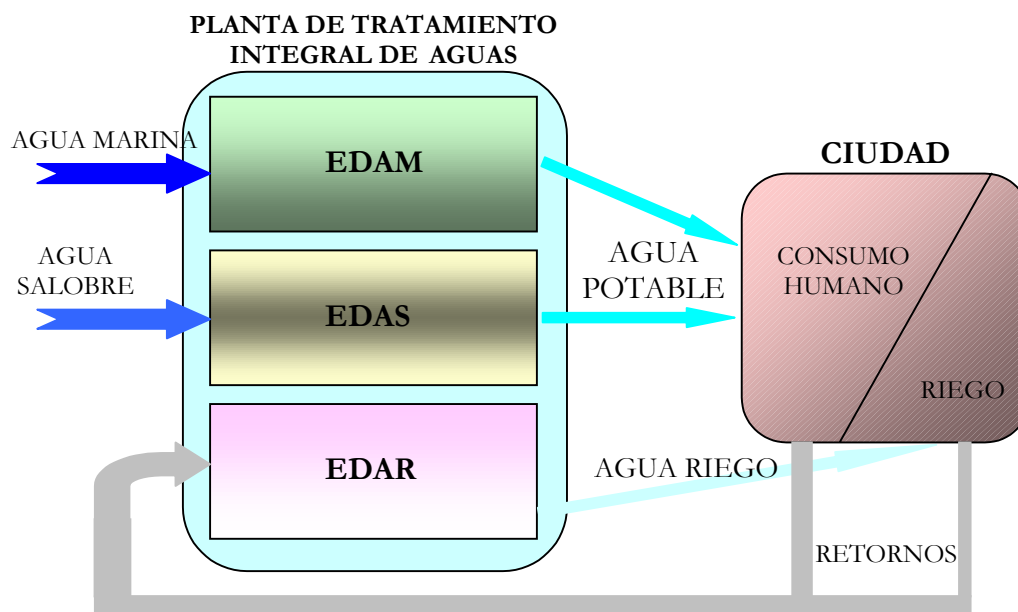 PLANTA DE TRATAMIENTO
INTEGRAL DE AGUAS
AGUA MARINA
EDAM
CIUDAD
AGUA
SALOBRE
EDAS
AGUA
POTABLE
CONSUMO
HUMANO
RIEGO
EDAR
AGUA RIEGO
RETORNOS